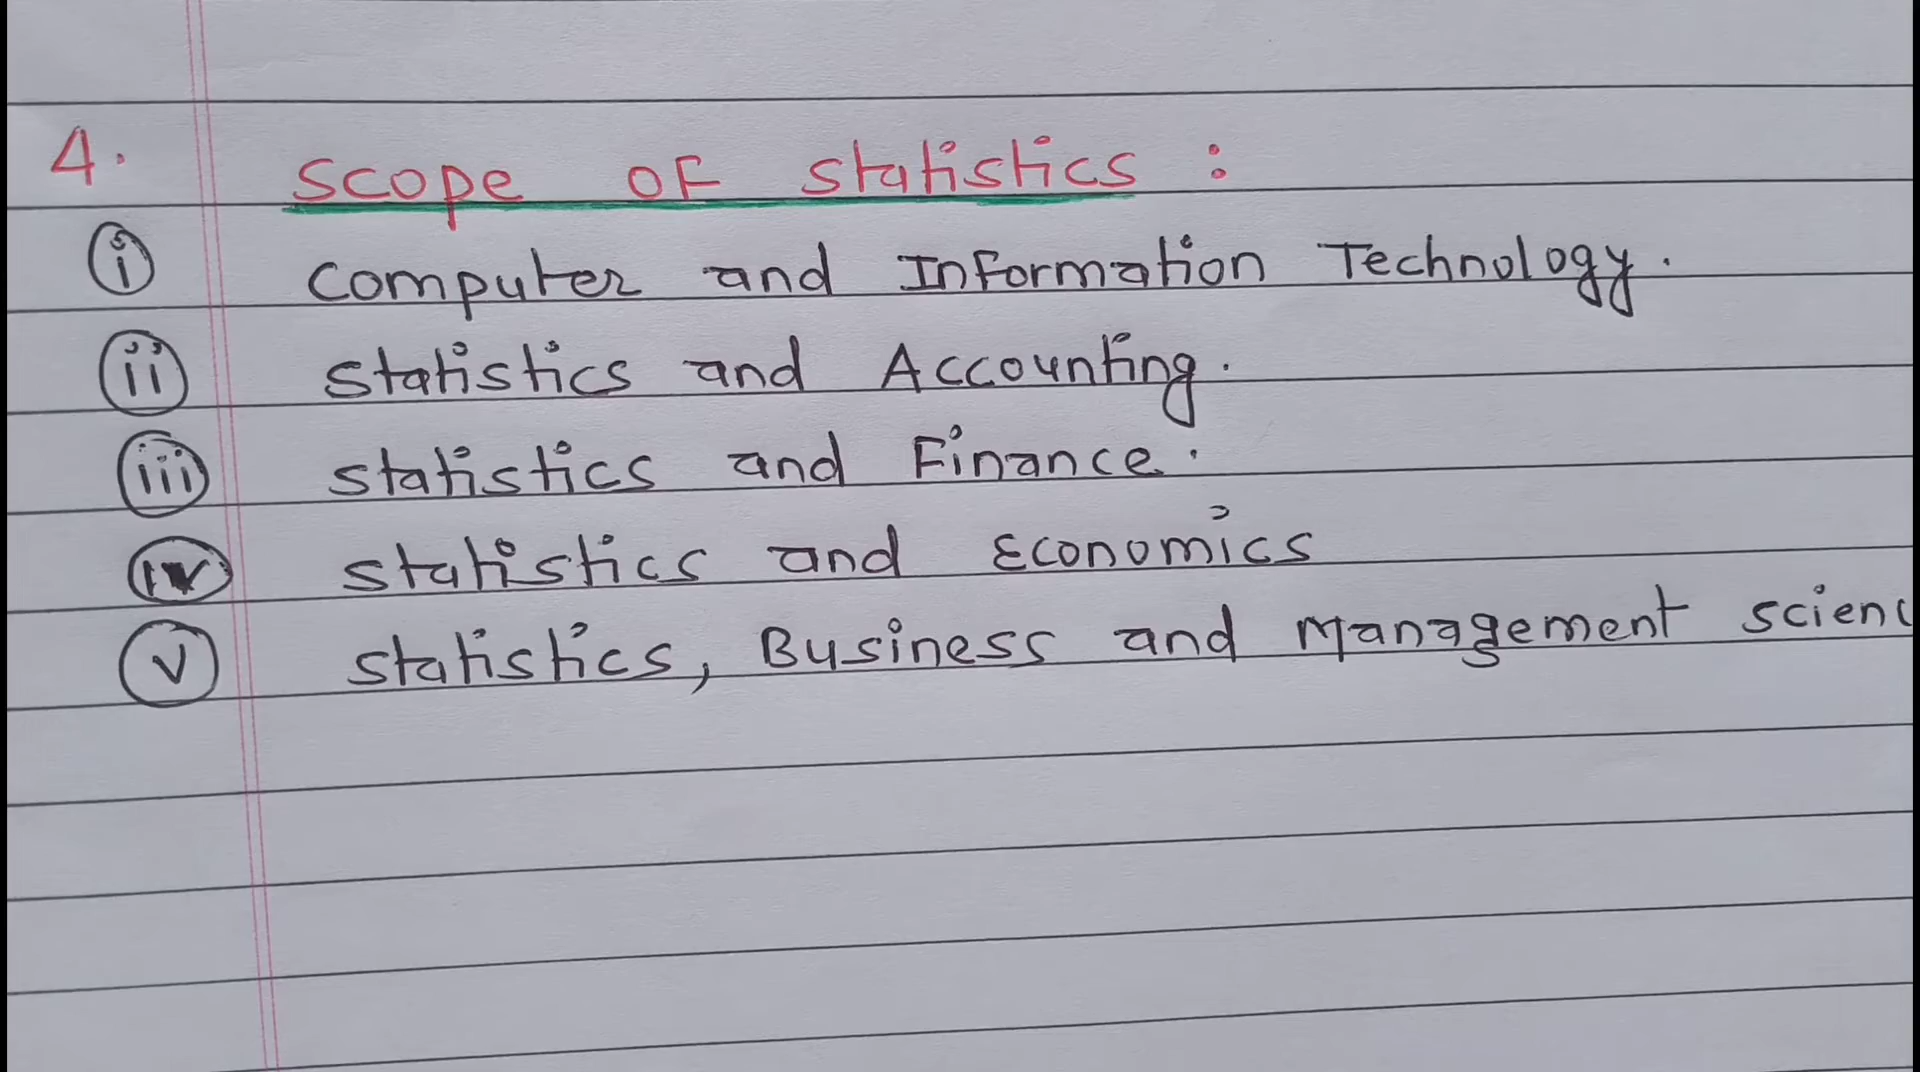 4. Scope OF statistics :
(i) computer and Information Technology.
(ii) statistics and Accounting.
(iii) statistics and Finance.
(iv) statistics and Economics
(v) statistics, Business and Management scienc